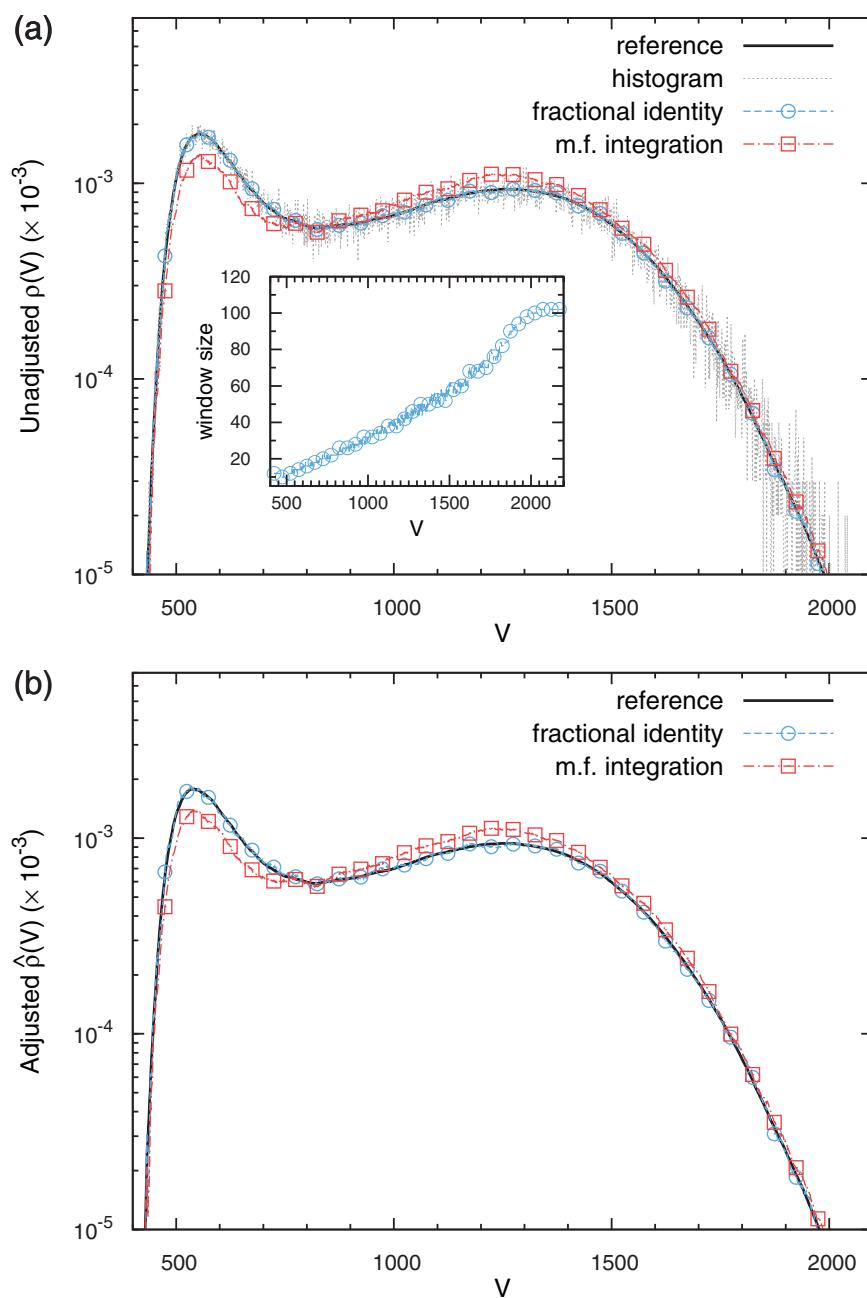 (a)
reference
histogram
fractional identity
m.f. integration
Unadjusted ρ(V) (× 10⁻³)
10⁻³
10⁻⁴
10⁻⁵
500 1000 1500 2000
V
window size
120
100
80
60
40
20
500 1000 1500 2000
V
(b)
reference
fractional identity
m.f. integration
Adjusted ρ̂(V) (× 10⁻³)
10⁻³
10⁻⁴
10⁻⁵
500 1000 1500 2000
V